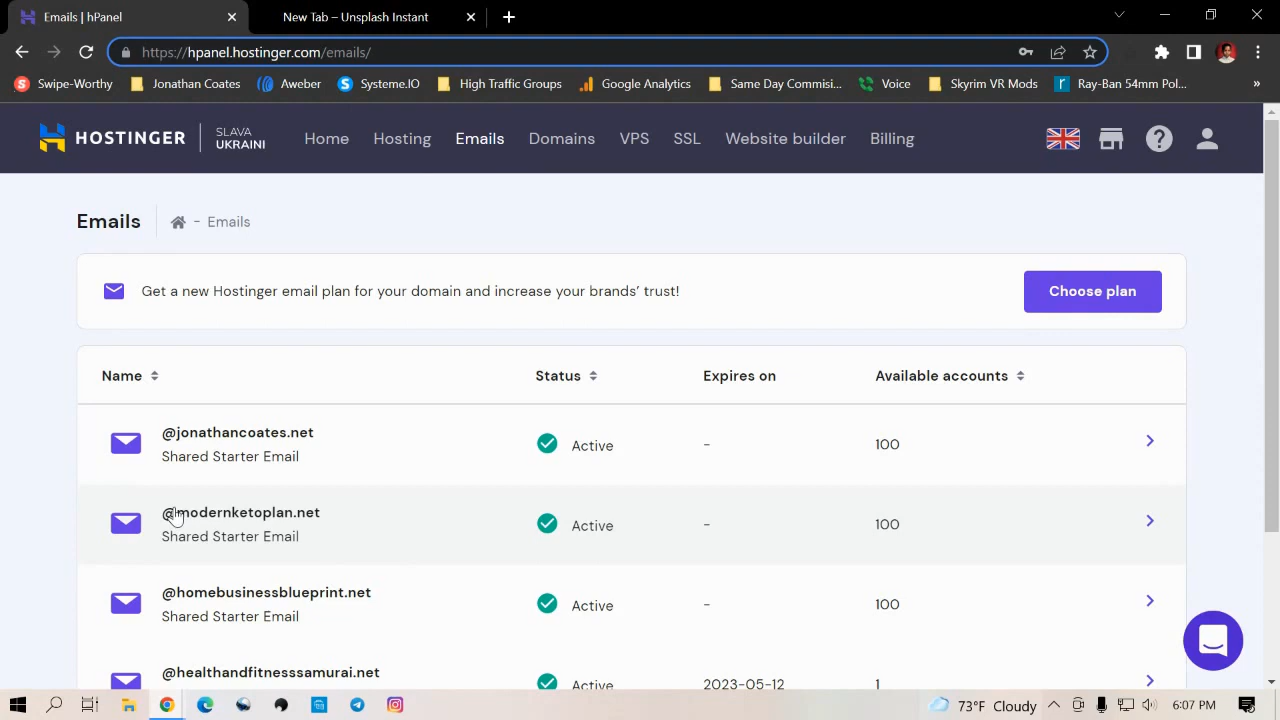 Emails | hPanel
New Tab – Unsplash Instant
https://hpanel.hostinger.com/emails/
Swipe-Worthy
Jonathan Coates
Aweber
Systeme.IO
High Traffic Groups
Google Analytics
Same Day Commisi...
Voice
Skyrim VR Mods
Ray-Ban 54mm Pol...
»
HOSTINGER
SLAVA
UKRAINI
Home
Hosting
Emails
Domains
VPS
SSL
Website builder
Billing
Emails
- Emails
Get a new Hostinger email plan for your domain and increase your brands’ trust!
Choose plan
Name
Status
Expires on
Available accounts
@jonathancoates.net
Shared Starter Email
Active
-
100
@modernketoplan.net
Shared Starter Email
Active
-
100
@homebusinessblueprint.net
Shared Starter Email
Active
-
100
@healthandfitnesssamurai.net
Active
2023-05-12
1
73°F Cloudy
6:07 PM